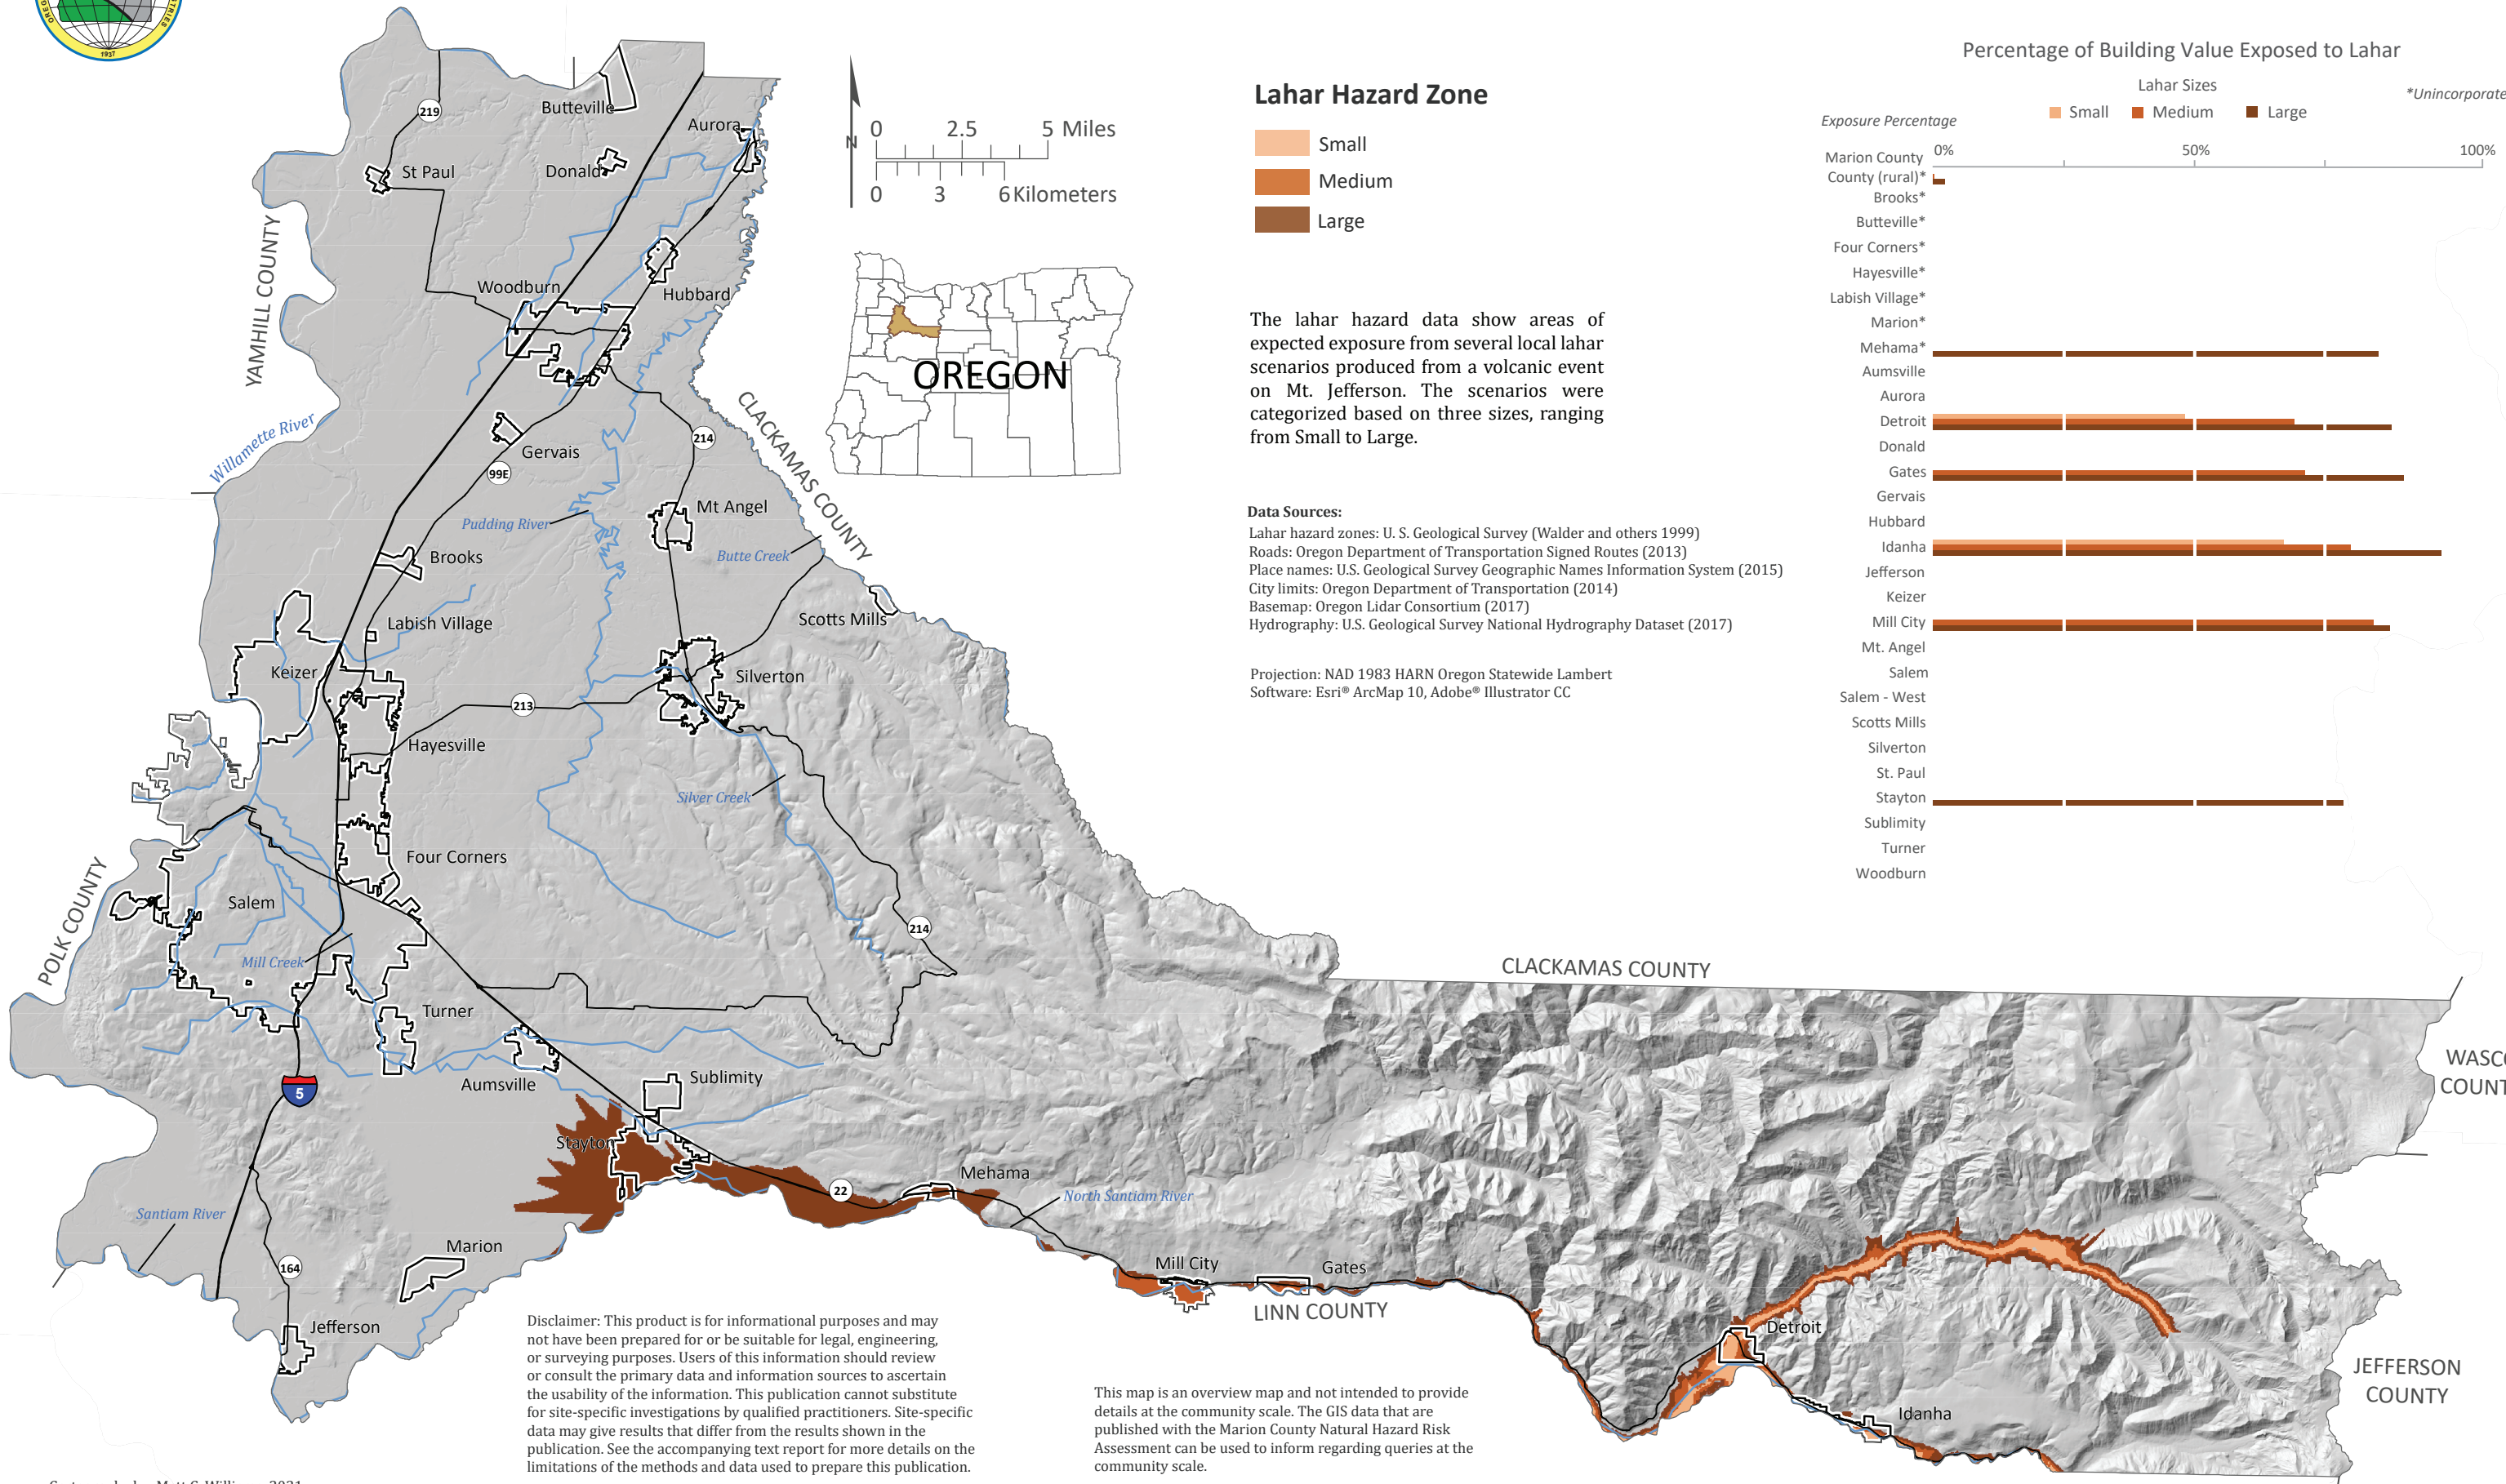 1937
219
Butteville
Aurora
St Paul
Donald
YAMHILL COUNTY
Woodburn
Hubbard
Willamette River
CLACKAMAS COUNTY
214
Gervais
99E
Pudding River
Mt Angel
Butte Creek
Brooks
Labish Village
Scotts Mills
Keizer
Silverton
213
Hayesville
Silver Creek
Four Corners
POLK COUNTY
Salem
214
Mill Creek
Turner
Aumsville
Sublimity
5
Stayton
Mehama
22
North Santiam River
Santiam River
Marion
164
Jefferson
Mill City
Gates
LINN COUNTY
Detroit
Idanha
CLACKAMAS COUNTY
JEFFERSON
COUNTY
N
0 2.5 5 Miles
0 3 6 Kilometers
OREGON
Lahar Hazard Zone
Small
Medium
Large
The lahar hazard data show areas of
expected exposure from several local lahar
scenarios produced from a volcanic event
on Mt. Jefferson. The scenarios were
categorized based on three sizes, ranging
from Small to Large.
Data Sources:
Lahar hazard zones: U. S. Geological Survey (Walder and others 1999)
Roads: Oregon Department of Transportation Signed Routes (2013)
Place names: U.S. Geological Survey Geographic Names Information System (2015)
City limits: Oregon Department of Transportation (2014)
Basemap: Oregon Lidar Consortium (2017)
Hydrography: U.S. Geological Survey National Hydrography Dataset (2017)
Projection: NAD 1983 HARN Oregon Statewide Lambert
Software: Esri® ArcMap 10, Adobe® Illustrator CC
Percentage of Building Value Exposed to Lahar
Lahar Sizes
*Unincorporate
Small Medium Large
Exposure Percentage
0% 50% 100%
Marion County
County (rural)*
Brooks*
Butteville*
Four Corners*
Hayesville*
Labish Village*
Marion*
Mehama*
Aumsville
Aurora
Detroit
Donald
Gates
Gervais
Hubbard
Idanha
Jefferson
Keizer
Mill City
Mt. Angel
Salem
Salem - West
Scotts Mills
Silverton
St. Paul
Stayton
Sublimity
Turner
Woodburn
WASC
COUNT
Disclaimer: This product is for informational purposes and may
not have been prepared for or be suitable for legal, engineering,
or surveying purposes. Users of this information should review
or consult the primary data and information sources to ascertain
the usability of the information. This publication cannot substitute
for site-specific investigations by qualified practitioners. Site-specific
data may give results that differ from the results shown in the
publication. See the accompanying text report for more details on the
limitations of the methods and data used to prepare this publication.
This map is an overview map and not intended to provide
details at the community scale. The GIS data that are
published with the Marion County Natural Hazard Risk
Assessment can be used to inform regarding queries at the
community scale.